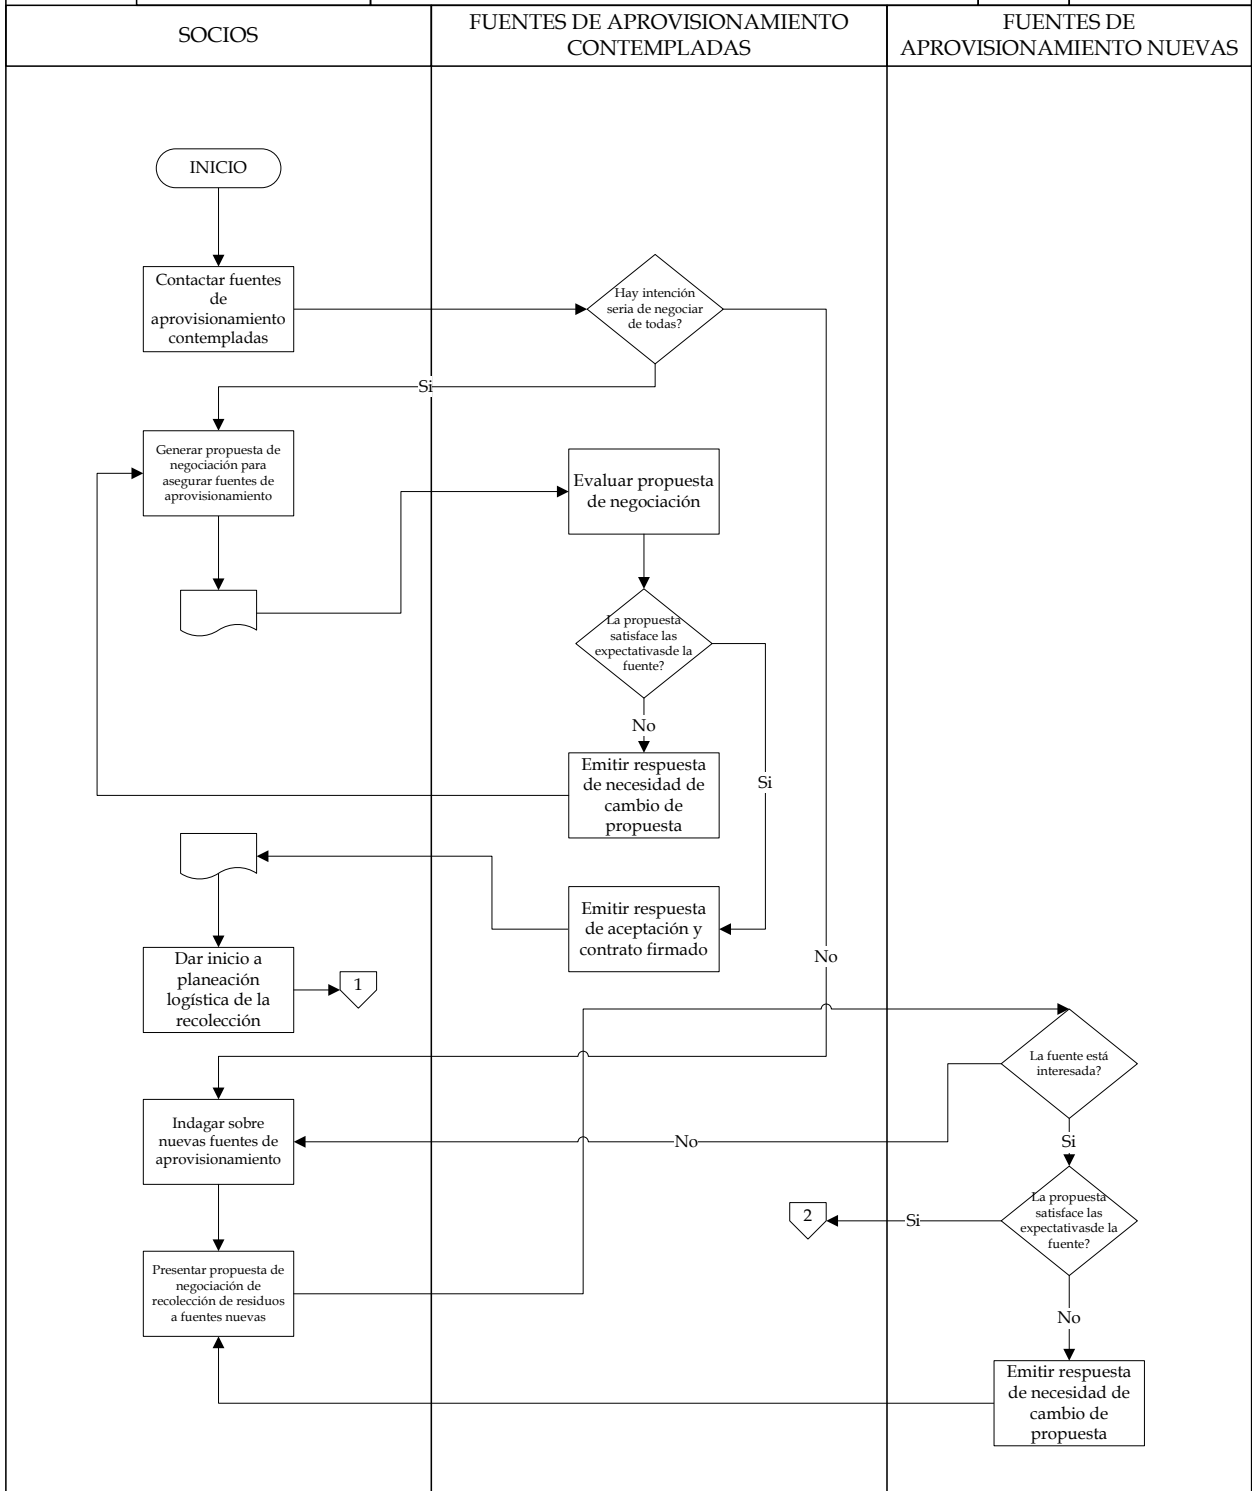 SOCIOS
FUENTES DE APROVISIONAMIENTO
CONTEMPLADAS
FUENTES DE
APROVISIONAMIENTO NUEVAS
INICIO
Contactar fuentes
de
aprovisionamiento
contempladas
Hay intención
seria de negociar
de todas?
Si
Generar propuesta de
negociación para
asegurar fuentes de
aprovisionamiento
Evaluar propuesta
de negociación
La propuesta
satisface las
expectativasde la
fuente?
No
Si
Emitir respuesta
de necesidad de
cambio de
propuesta
Emitir respuesta
de aceptación y
contrato firmado
No
Dar inicio a
planeación
logística de la
recolección
1
La fuente está
interesada?
Indagar sobre
nuevas fuentes de
aprovisionamiento
No
Si
La propuesta
satisface las
expectativasde la
fuente?
2
Si
Presentar propuesta de
negociación de
recolección de residuos
a fuentes nuevas
No
Emitir respuesta
de necesidad de
cambio de
propuesta